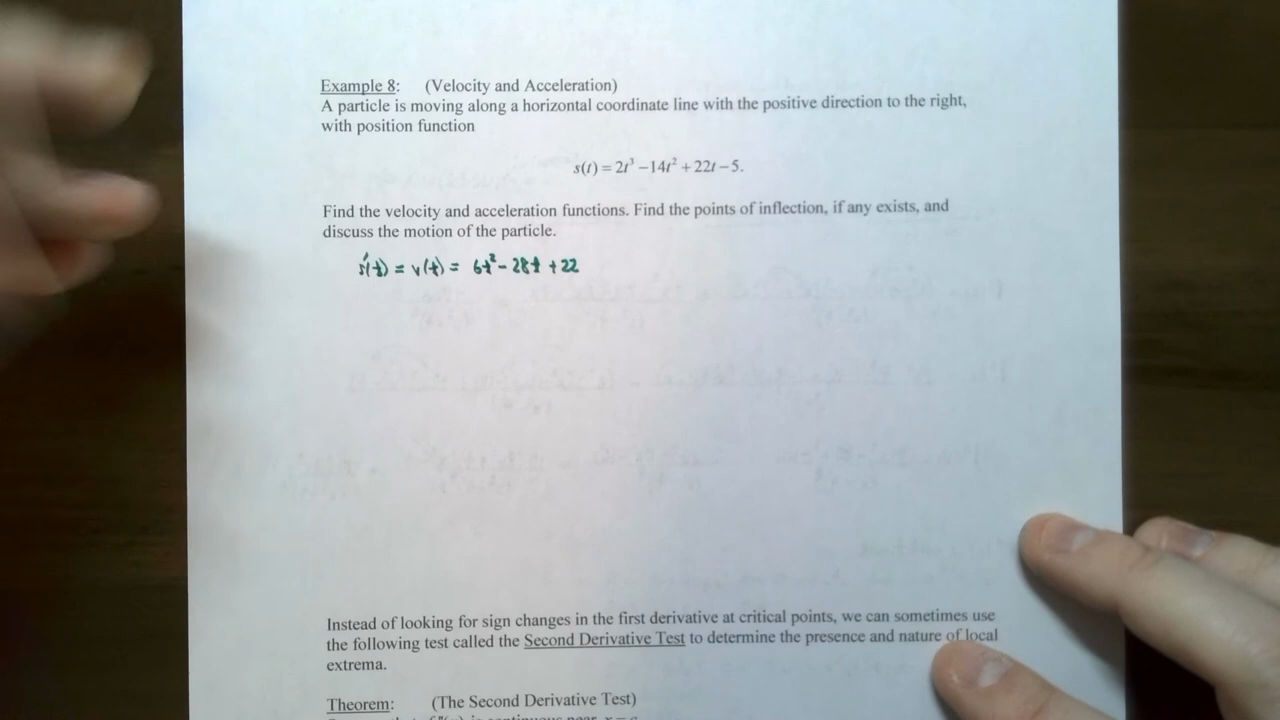 Example 8: (Velocity and Acceleration)
A particle is moving along a horizontal coordinate line with the positive direction to the right,
with position function
s(t) = 2t³ − 14t² + 22t − 5.
Find the velocity and acceleration functions. Find the points of inflection, if any exists, and
discuss the motion of the particle.
s'(t) = v(t) = 6t² − 28t + 22
Instead of looking for sign changes in the first derivative at critical points, we can sometimes use
the following test called the Second Derivative Test to determine the presence and nature of local
extrema.
Theorem: (The Second Derivative Test)